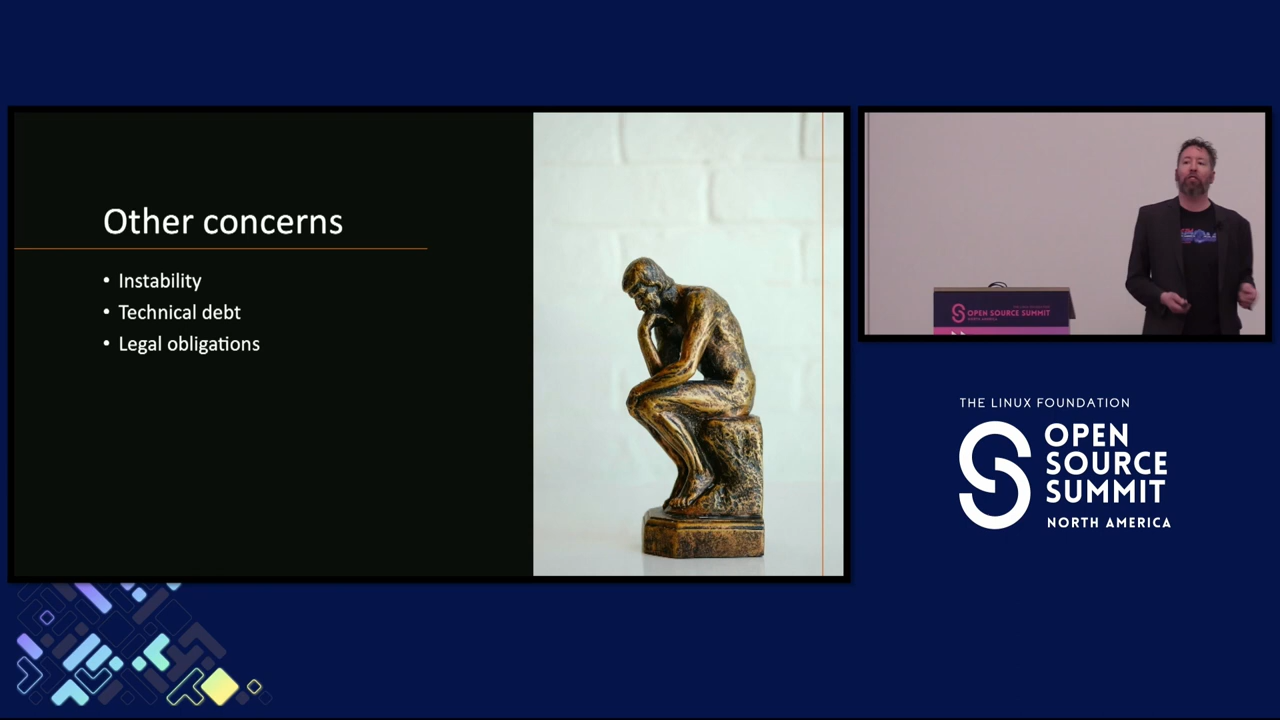 Other concerns
• Instability
• Technical debt
• Legal obligations
OPEN SOURCE SUMMIT
THE LINUX FOUNDATION
OPEN
SOURCE
SUMMIT
NORTH AMERICA